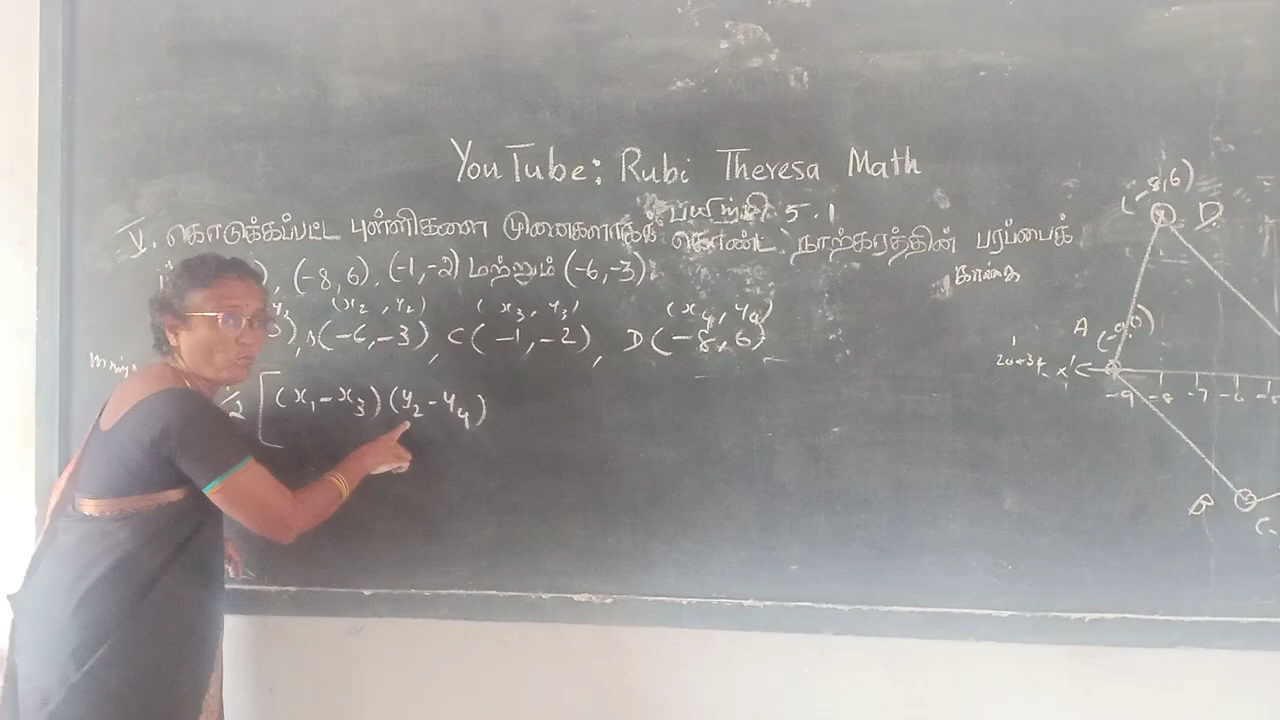 YouTube: Rubi Theresa Math
பயிற்சி 5.1
V. கொடுக்கப்பட்ட புள்ளிகளை முனைகளாகக் கொண்ட நாற்கரத்தின் பரப்பைக்
காண்க
), (-8, 6), (-1, -2) மற்றும் (-6, -3)
(x₂, y₂) (x₃, y₃) (x₄, y₄)
), B(-6, -3), C(-1, -2), D(-8, 6)
½ [(x₁ - x₃)(y₂ - y₄)
(-8, 6)
D
A
x'
-9 -8 -7 -6
B